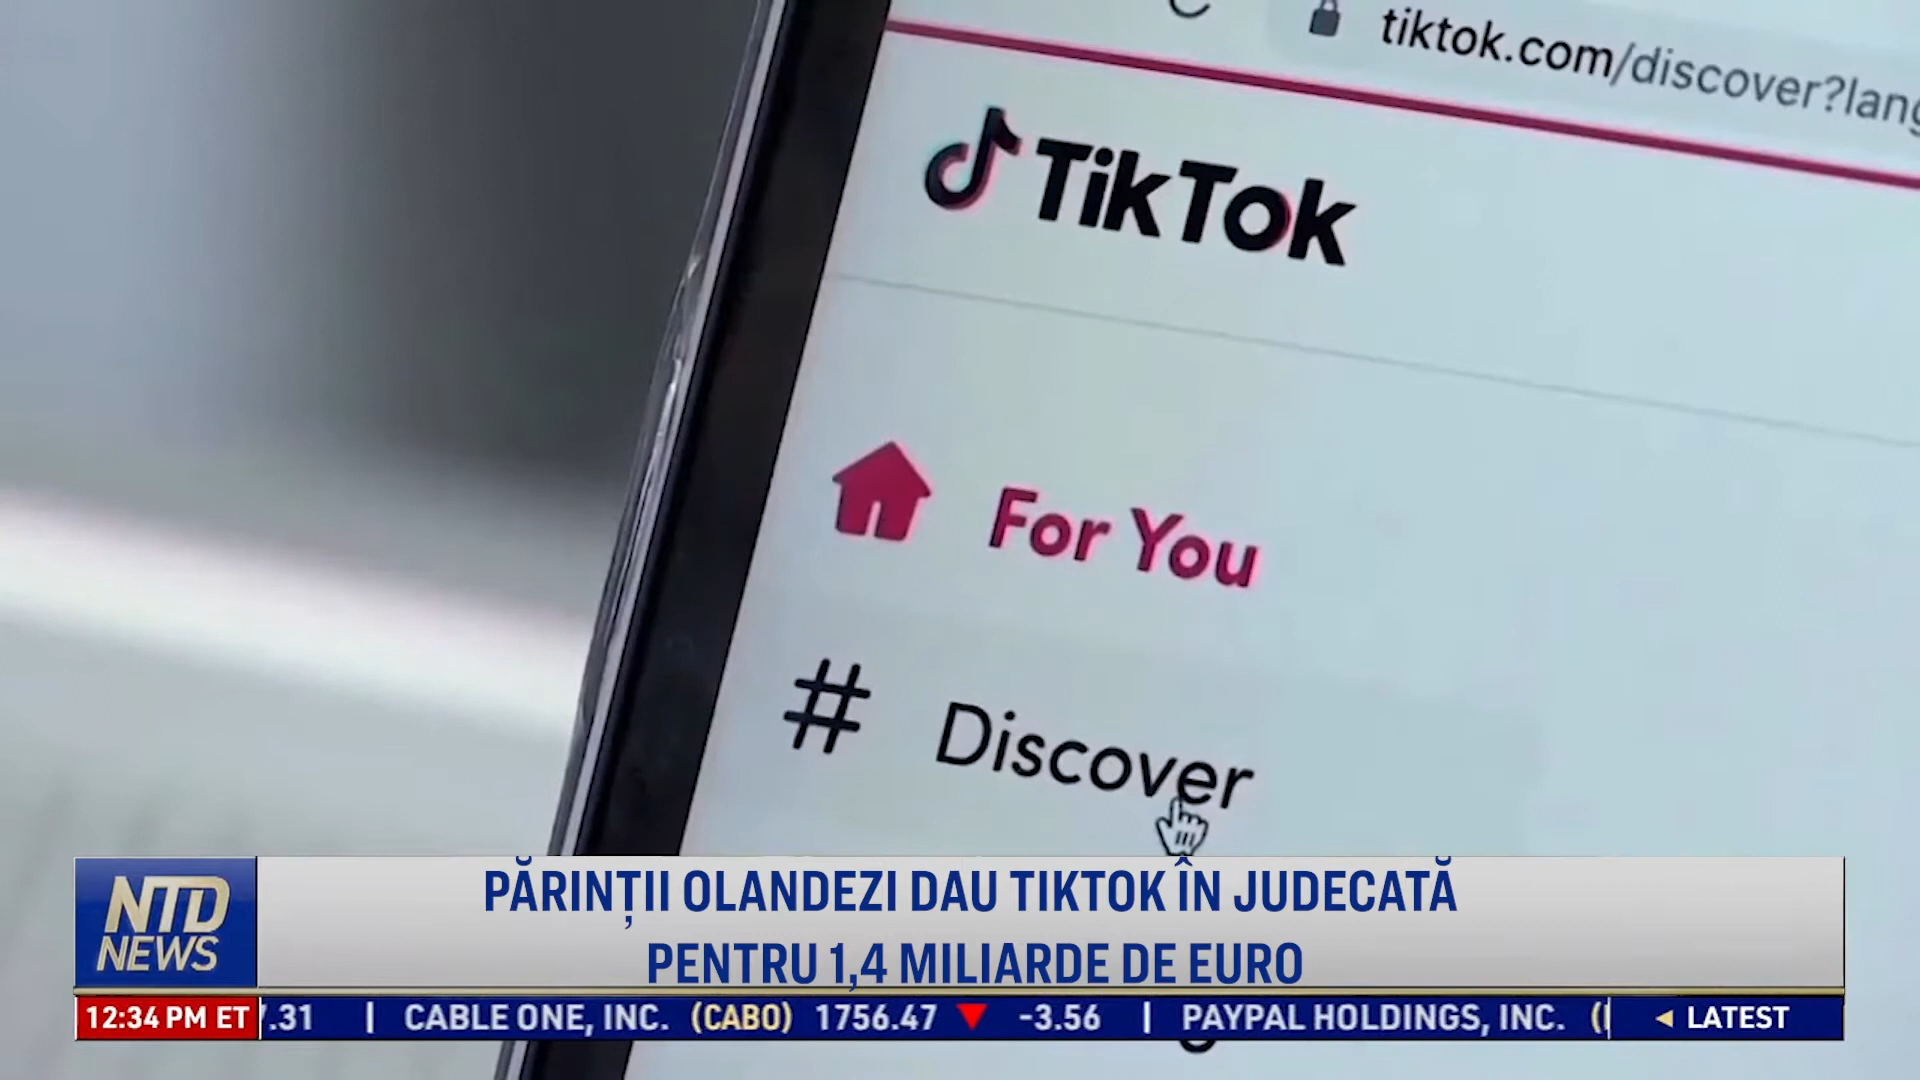 tiktok.com/discover?lang
TikTok
For You
# Discover
NTD
NEWS
PĂRINȚII OLANDEZI DAU TIKTOK ÎN JUDECATĂ
PENTRU 1,4 MILIARDE DE EURO
12:34 PM ET
.31 | CABLE ONE, INC. (CABO) 1756.47 ▼ -3.56 | PAYPAL HOLDINGS, INC. (
◄ LATEST